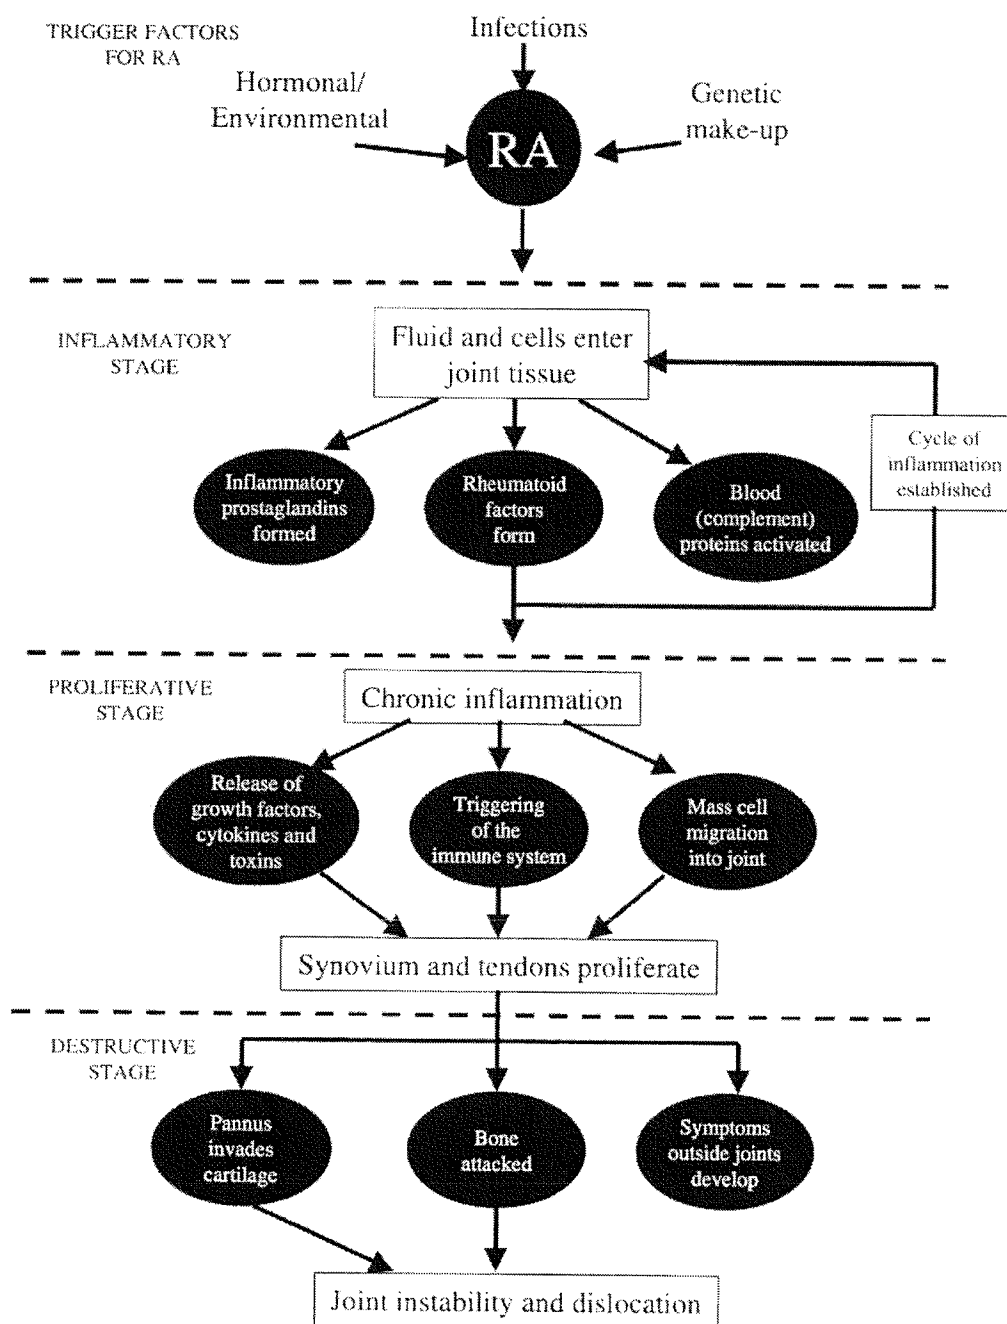 TRIGGER FACTORS
FOR RA
Infections
Hormonal/
Environmental
Genetic
make-up
RA
INFLAMMATORY
STAGE
Fluid and cells enter
joint tissue
Cycle of
inflammation
established
Inflammatory
prostaglandins
formed
Rheumatoid
factors
form
Blood
(complement)
proteins activated
PROLIFERATIVE
STAGE
Chronic inflammation
Release of
growth factors,
cytokines and
toxins
Triggering
of the
immune system
Mass cell
migration
into joint
Synovium and tendons proliferate
DESTRUCTIVE
STAGE
Pannus
invades
cartilage
Bone
attacked
Symptoms
outside joints
develop
Joint instability and dislocation